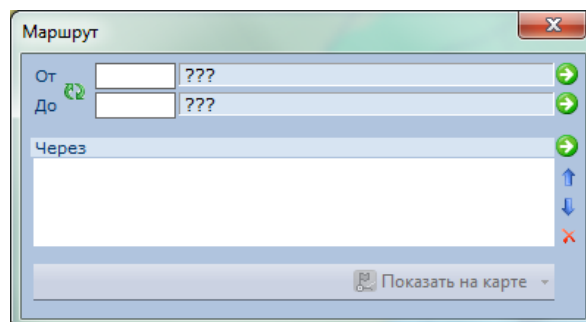 Маршрут
От ???
До ???
Через
Показать на карте